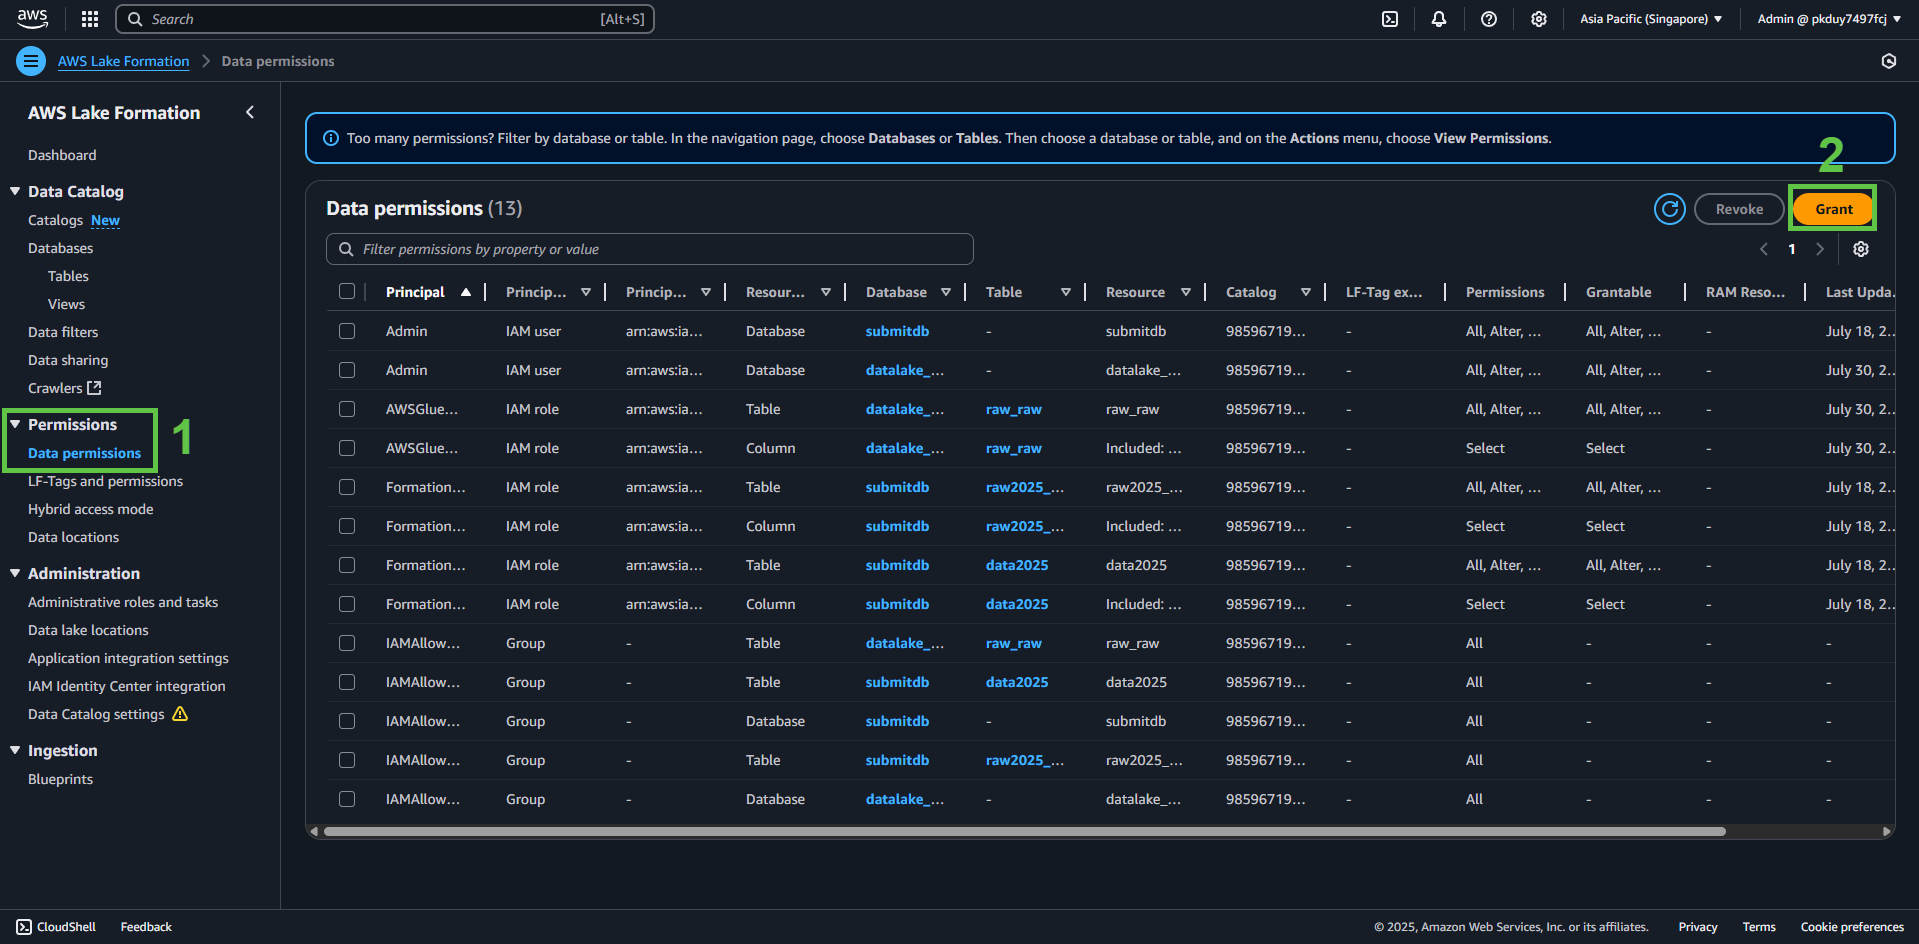 aws Search [Alt+S] Asia Pacific (Singapore) ▼ Admin @ pkduy7497fcj ▼
AWS Lake Formation > Data permissions
AWS Lake Formation
Dashboard
Data Catalog
Catalogs New
Databases
Tables
Views
Data filters
Data sharing
Crawlers
Permissions
Data permissions
1
LF-Tags and permissions
Hybrid access mode
Data locations
Administration
Administrative roles and tasks
Data lake locations
Application integration settings
IAM Identity Center integration
Data Catalog settings
Ingestion
Blueprints
Too many permissions? Filter by database or table. In the navigation page, choose Databases or Tables. Then choose a database or table, and on the Actions menu, choose View Permissions.
2
Data permissions (13) Revoke Grant
Filter permissions by property or value < 1 >
Principal Princip... Princip... Resour... Database Table Resource Catalog LF-Tag ex... Permissions Grantable RAM Reso... Last Upda.
Admin IAM user arn:aws:ia... Database submitdb - submitdb 98596719... - All, Alter, ... All, Alter, ... - July 18, 2..
Admin IAM user arn:aws:ia... Database datalake_... - datalake_... 98596719... - All, Alter, ... All, Alter, ... - July 30, 2..
AWSGlue... IAM role arn:aws:ia... Table datalake_... raw_raw raw_raw 98596719... - All, Alter, ... All, Alter, ... - July 30, 2..
AWSGlue... IAM role arn:aws:ia... Column datalake_... raw_raw Included: ... 98596719... - Select Select - July 30, 2..
Formation... IAM role arn:aws:ia... Table submitdb raw2025_... raw2025_... 98596719... - All, Alter, ... All, Alter, ... - July 18, 2..
Formation... IAM role arn:aws:ia... Column submitdb raw2025_... Included: ... 98596719... - Select Select - July 18, 2..
Formation... IAM role arn:aws:ia... Table submitdb data2025 data2025 98596719... - All, Alter, ... All, Alter, ... - July 18, 2..
Formation... IAM role arn:aws:ia... Column submitdb data2025 Included: ... 98596719... - Select Select - July 18, 2..
IAMAllow... Group - Table datalake_... raw_raw raw_raw 98596719... - All - - -
IAMAllow... Group - Table submitdb data2025 data2025 98596719... - All - - -
IAMAllow... Group - Database submitdb - submitdb 98596719... - All - - -
IAMAllow... Group - Table submitdb raw2025_... raw2025_... 98596719... - All - - -
IAMAllow... Group - Database datalake_... - datalake_... 98596719... - All - - -
CloudShell Feedback © 2025, Amazon Web Services, Inc. or its affiliates. Privacy Terms Cookie preferences